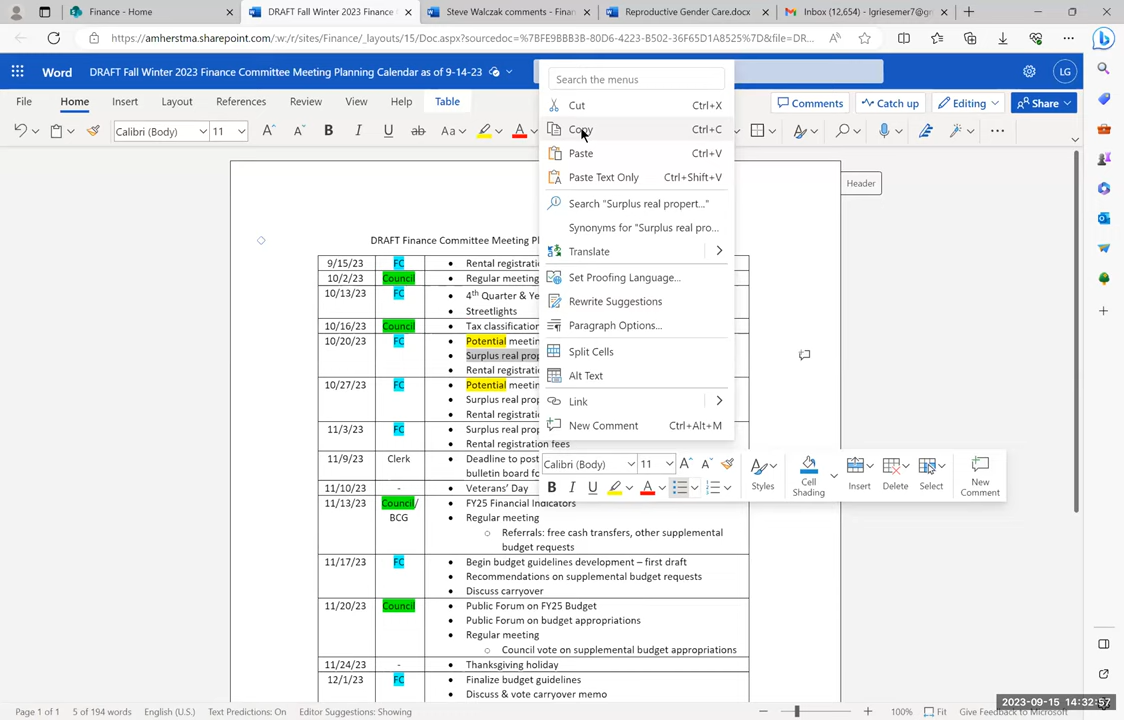 Finance - Home
DRAFT Fall Winter 2023 Finance
Steve Walczak comments - Finan
Reproductive Gender Care.docx
Inbox (12,654) - lgriesemer7@g
https://amherstma.sharepoint.com/:w:/r/sites/Finance/_layouts/15/Doc.aspx?sourcedoc=%7BFE9BBB3B-80D6-4223-B502-36F65D1A8525%7D&file=DR...
Word
DRAFT Fall Winter 2023 Finance Committee Meeting Planning Calendar as of 9-14-23
LG
File
Home
Insert
Layout
References
Review
View
Help
Table
Comments
Catch up
Editing
Share
Calibri (Body)
11
Search the menus
Cut Ctrl+X
Copy Ctrl+C
Paste Ctrl+V
Paste Text Only Ctrl+Shift+V
Search "Surplus real propert..."
Synonyms for "Surplus real pro...
Translate
Set Proofing Language...
Rewrite Suggestions
Paragraph Options...
Split Cells
Alt Text
Link
New Comment Ctrl+Alt+M
Calibri (Body) 11
Styles
Cell Shading
Insert
Delete
Select
New Comment
Header
DRAFT Finance Committee Meeting Pl
9/15/23 FC • Rental registrati
10/2/23 Council • Regular meeting
10/13/23 FC • 4th Quarter & Ye
• Streetlights
10/16/23 Council • Tax classification
10/20/23 FC • Potential meetin
• Surplus real prop
• Rental registrati
10/27/23 FC • Potential meetin
• Surplus real prop
• Rental registrati
11/3/23 FC • Surplus real prop
• Rental registration fees
11/9/23 Clerk • Deadline to post
bulletin board fo
11/10/23 - • Veterans' Day
11/13/23 Council/ • FY25 Financial Indicators
BCG • Regular meeting
o Referrals: free cash transfers, other supplemental
budget requests
11/17/23 FC • Begin budget guidelines development – first draft
• Recommendations on supplemental budget requests
• Discuss carryover
11/20/23 Council • Public Forum on FY25 Budget
• Public Forum on budget appropriations
• Regular meeting
o Council vote on supplemental budget appropriations
11/24/23 - • Thanksgiving holiday
12/1/23 FC • Finalize budget guidelines
• Discuss & vote carryover memo
Page 1 of 1
5 of 194 words
English (U.S.)
Text Predictions: On
Editor Suggestions: Showing
100%
Fit
Give Feedback to Microsoft
2023-09-15 14:32:57